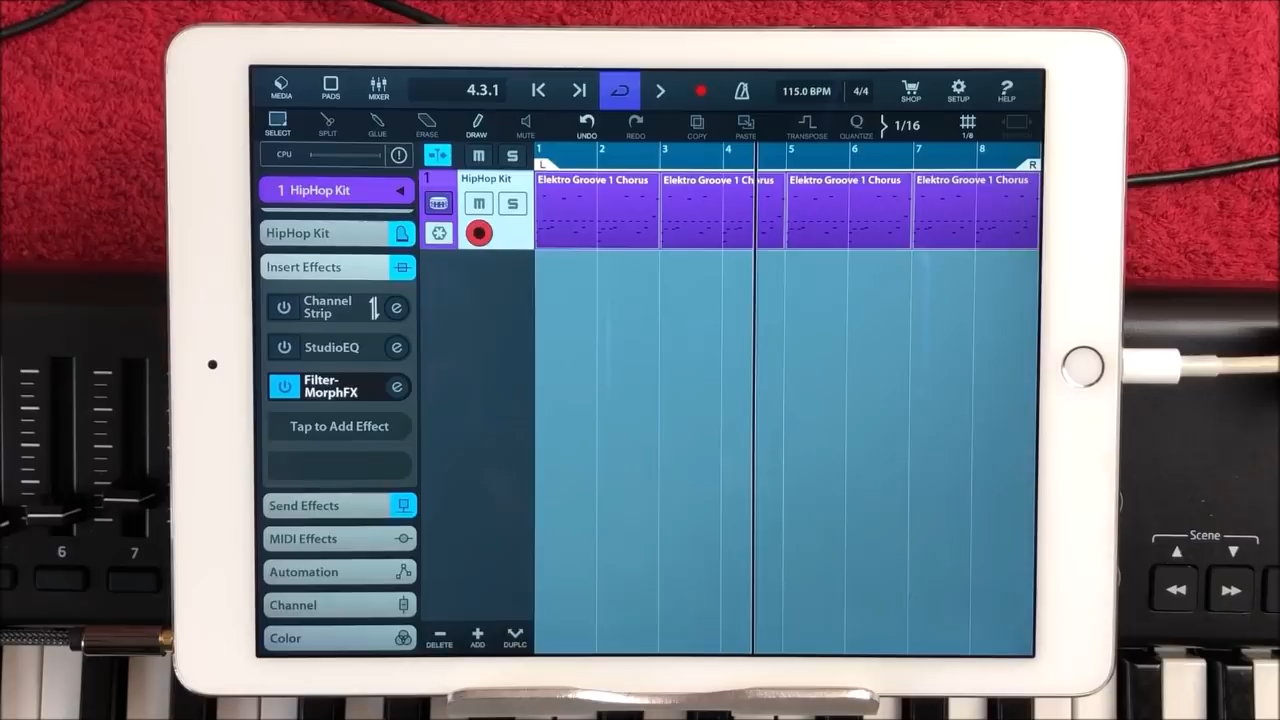 MEDIA
PADS
MIXER
4.3.1
115.0 BPM
4/4
SHOP
SETUP
?
HELP
SELECT
SPLIT
GLUE
ERASE
DRAW
MUTE
UNDO
REDO
COPY
PASTE
TRANSPOSE
Q
QUANTIZE
1/16
1/8
CPU
M
S
1 2 3 4 5 6 7 8
L
R
1 HipHop Kit
1
HipHop Kit
M
S
Elektro Groove 1 Chorus
Elektro Groove 1 Chorus
Elektro Groove 1 Chorus
Elektro Groove 1 Chorus
HipHop Kit
Insert Effects
Channel
Strip
e
StudioEQ
e
Filter-
MorphFX
e
Tap to Add Effect
Send Effects
MIDI Effects
Automation
Channel
Color
DELETE
ADD
DUPLC
6
7
Scene